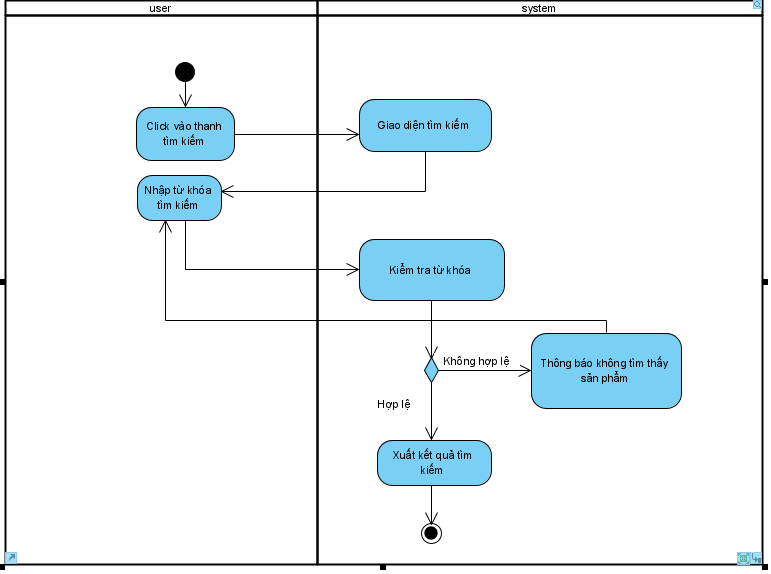 user
system
Click vào thanh
tìm kiếm
Giao diện tìm kiếm
Nhập từ khóa
tìm kiếm
Kiểm tra từ khóa
Không hợp lệ
Thông báo không tìm thấy
sản phẩm
Hợp lệ
Xuất kết quả tìm
kiếm